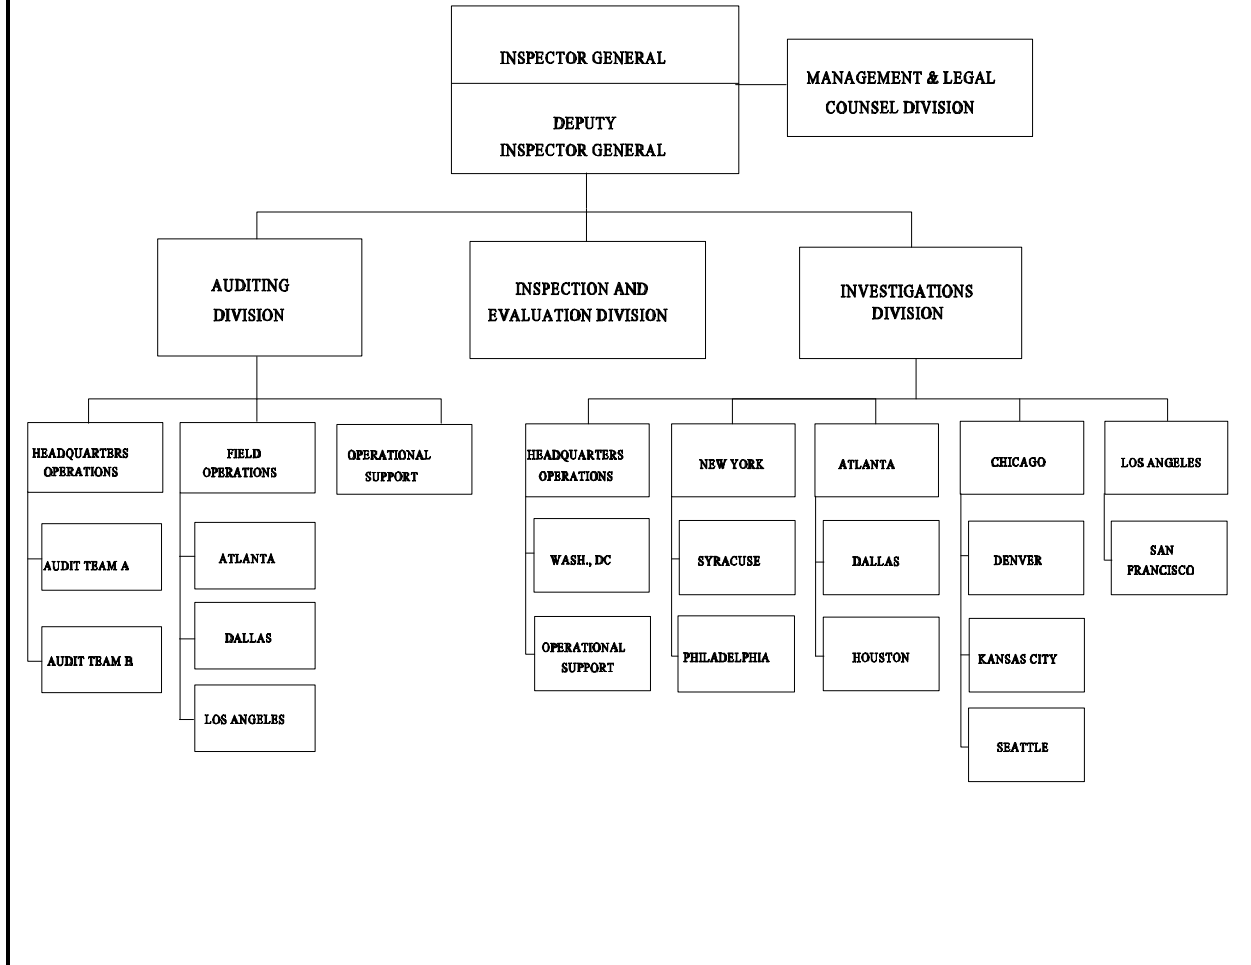 INSPECTOR GENERAL
MANAGEMENT & LEGAL
COUNSEL DIVISION
DEPUTY
INSPECTOR GENERAL
AUDITING
DIVISION
INSPECTION AND
EVALUATION DIVISION
INVESTIGATIONS
DIVISION
HEADQUARTERS
OPERATIONS
FIELD
OPERATIONS
OPERATIONAL
SUPPORT
HEADQUARTERS
OPERATIONS
NEW YORK
ATLANTA
CHICAGO
LOS ANGELES
AUDIT TEAM A
ATLANTA
WASH., DC
SYRACUSE
DALLAS
DENVER
SAN
FRANCISCO
AUDIT TEAM B
DALLAS
OPERATIONAL
SUPPORT
PHILADELPHIA
HOUSTON
KANSAS CITY
LOS ANGELES
SEATTLE